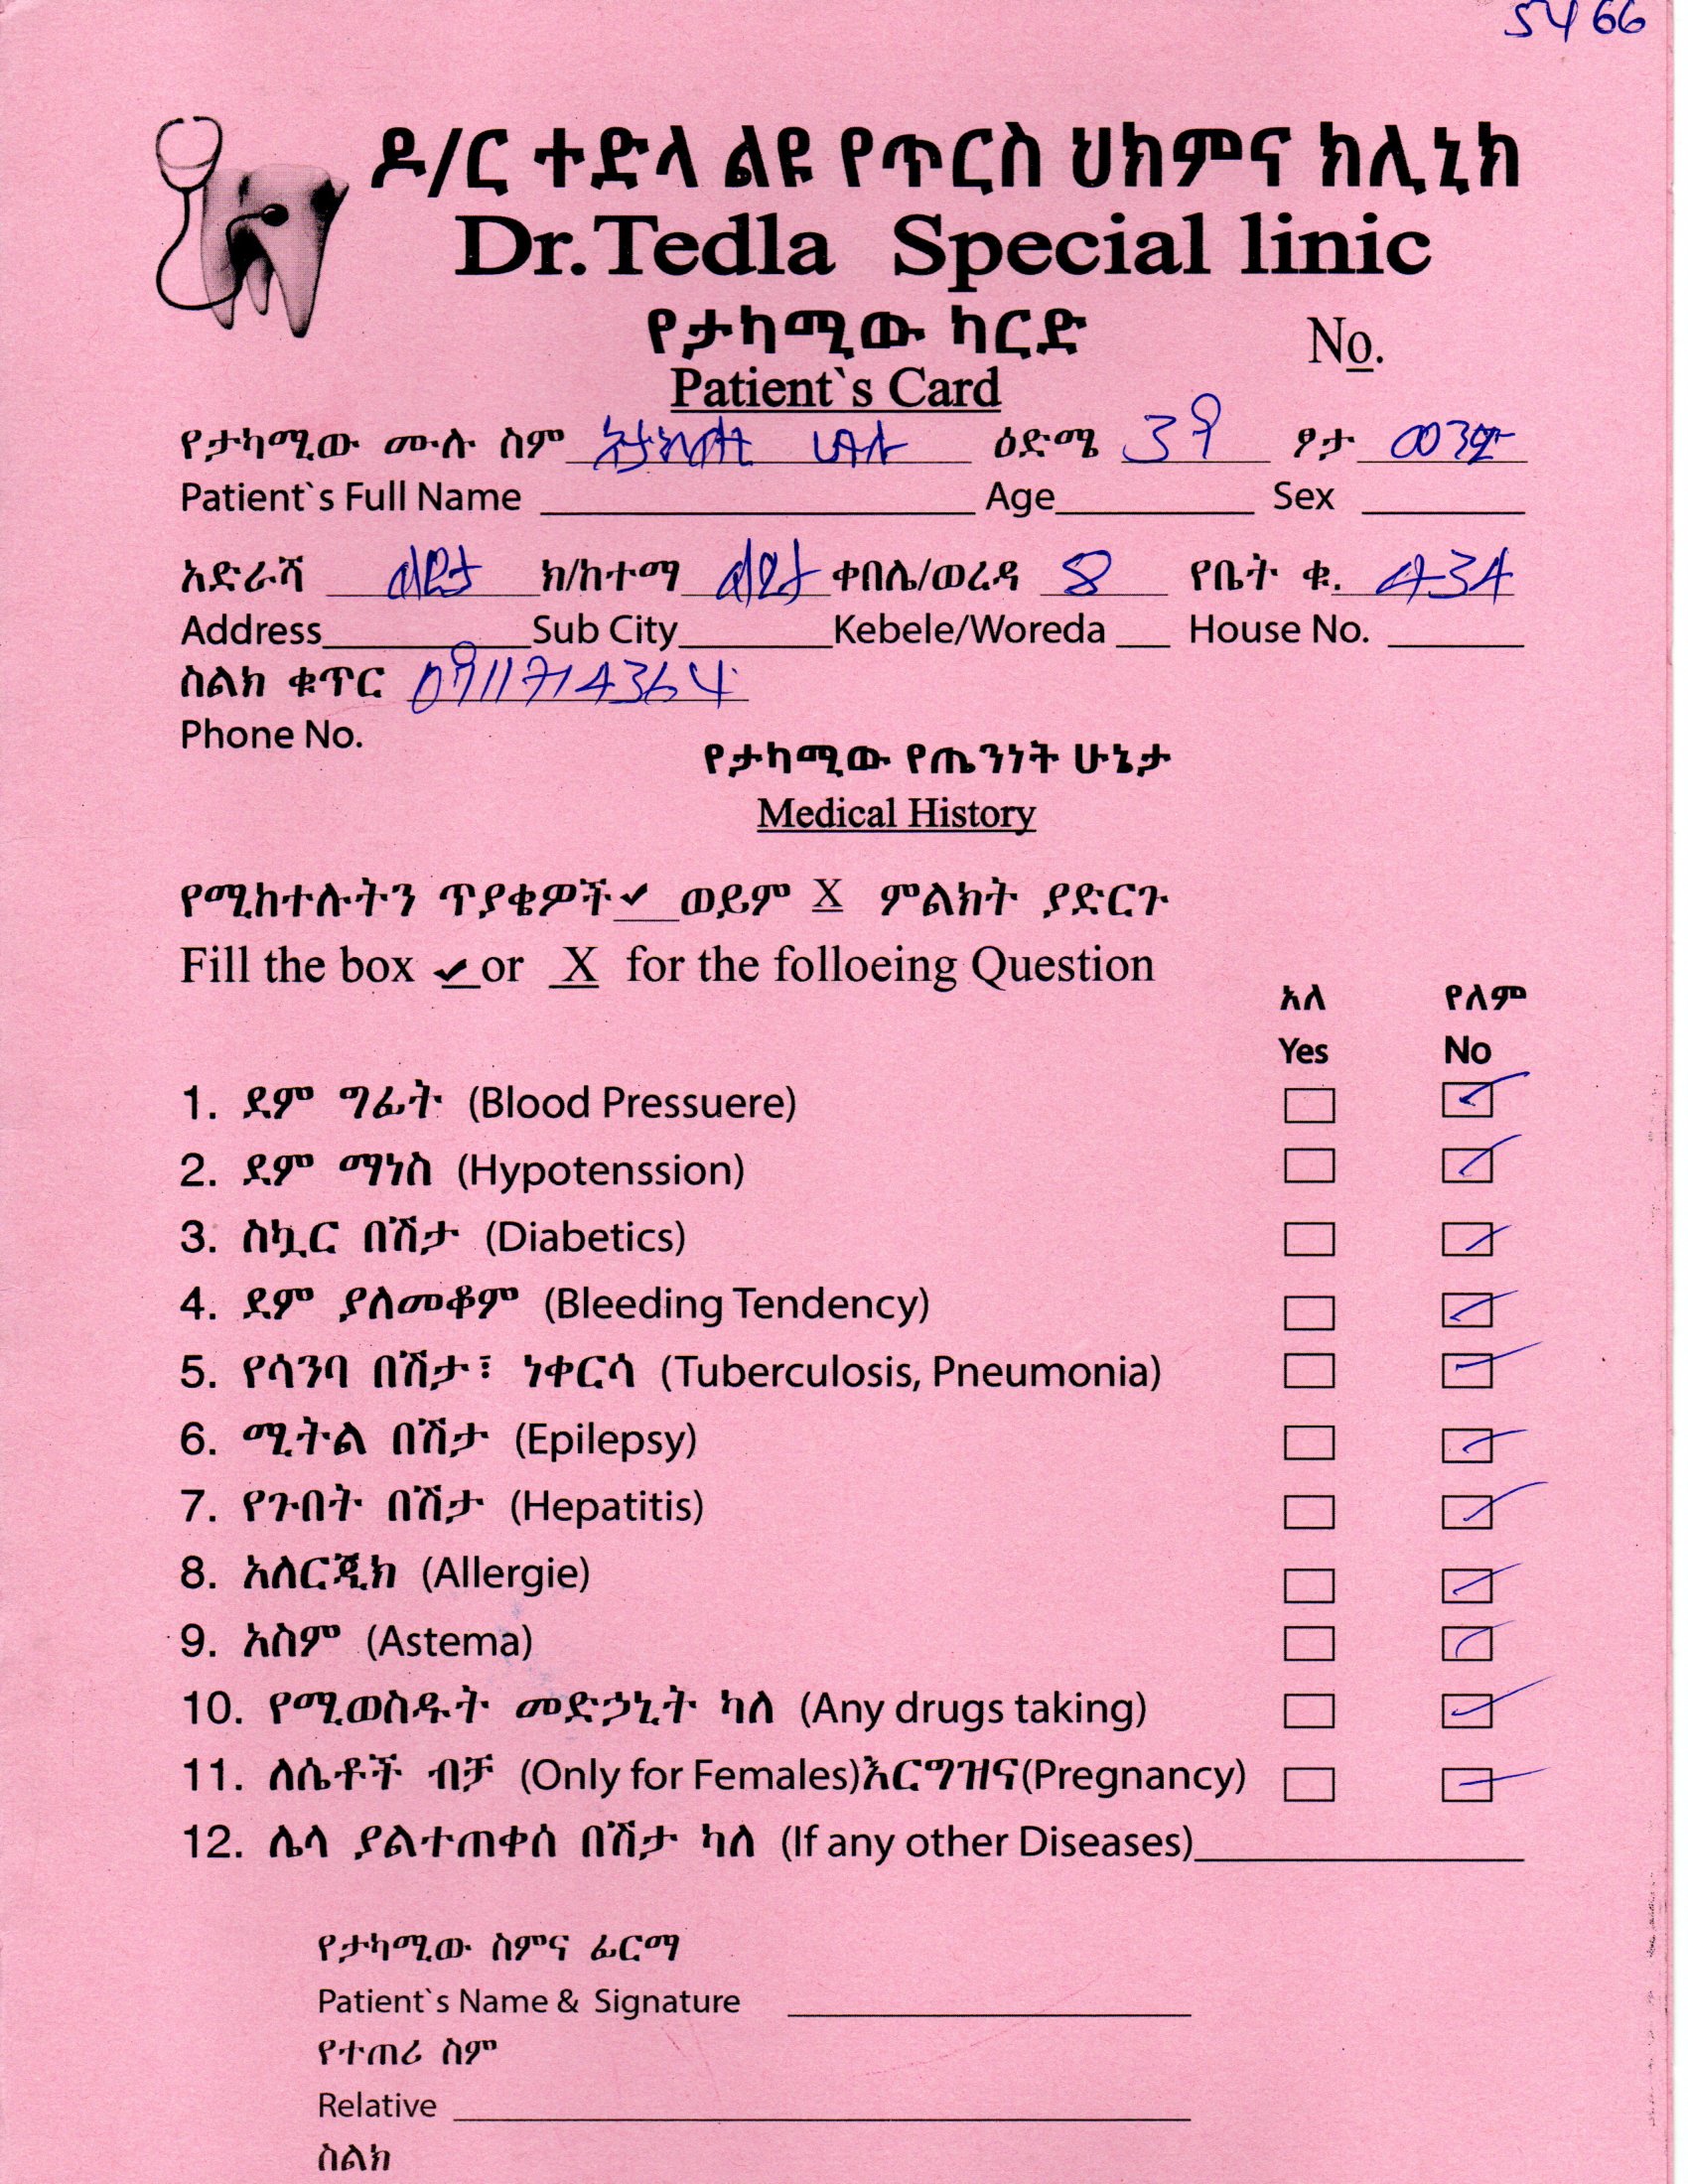 5466
ዶ/ር ተድላ ልዩ የጥርስ ህክምና ክሊኒክ
Dr.Tedla Special linic
የታካሚው ካርድ
No.
Patient`s Card
የታካሚው ሙሉ ስም ዕድሜ 39 ፆታ ወንድ
Patient`s Full Name Age Sex
አድራሻ ልደታ ክ/ከተማ ልደታ ቀበሌ/ወረዳ 8 የቤት ቁ. 434
Address Sub City Kebele/Woreda House No.
ስልክ ቁጥር 0911714364
Phone No.
የታካሚው የጤንነት ሁኔታ
Medical History
የሚከተሉትን ጥያቄዎች ✔ ወይም X ምልክት ያድርጉ
Fill the box ✔ or X for the folloeing Question
አለ የለም
Yes No
1. ደም ግፊት (Blood Pressuere) ✓
2. ደም ማነስ (Hypotenssion) ✓
3. ስኳር በሽታ (Diabetics) ✓
4. ደም ያለመቆም (Bleeding Tendency) ✓
5. የሳንባ በሽታ፣ ነቀርሳ (Tuberculosis, Pneumonia) ✓
6. ሚትል በሽታ (Epilepsy) ✓
7. የጉበት በሽታ (Hepatitis) ✓
8. አለርጂክ (Allergie) ✓
9. አስም (Astema) ✓
10. የሚወስዱት መድኃኒት ካለ (Any drugs taking) ✓
11. ለሴቶች ብቻ (Only for Females)እርግዝና(Pregnancy) ✓
12. ሌላ ያልተጠቀሰ በሽታ ካለ (If any other Diseases)
የታካሚው ስምና ፊርማ
Patient`s Name & Signature
የተጠሪ ስም
Relative
ስልክ